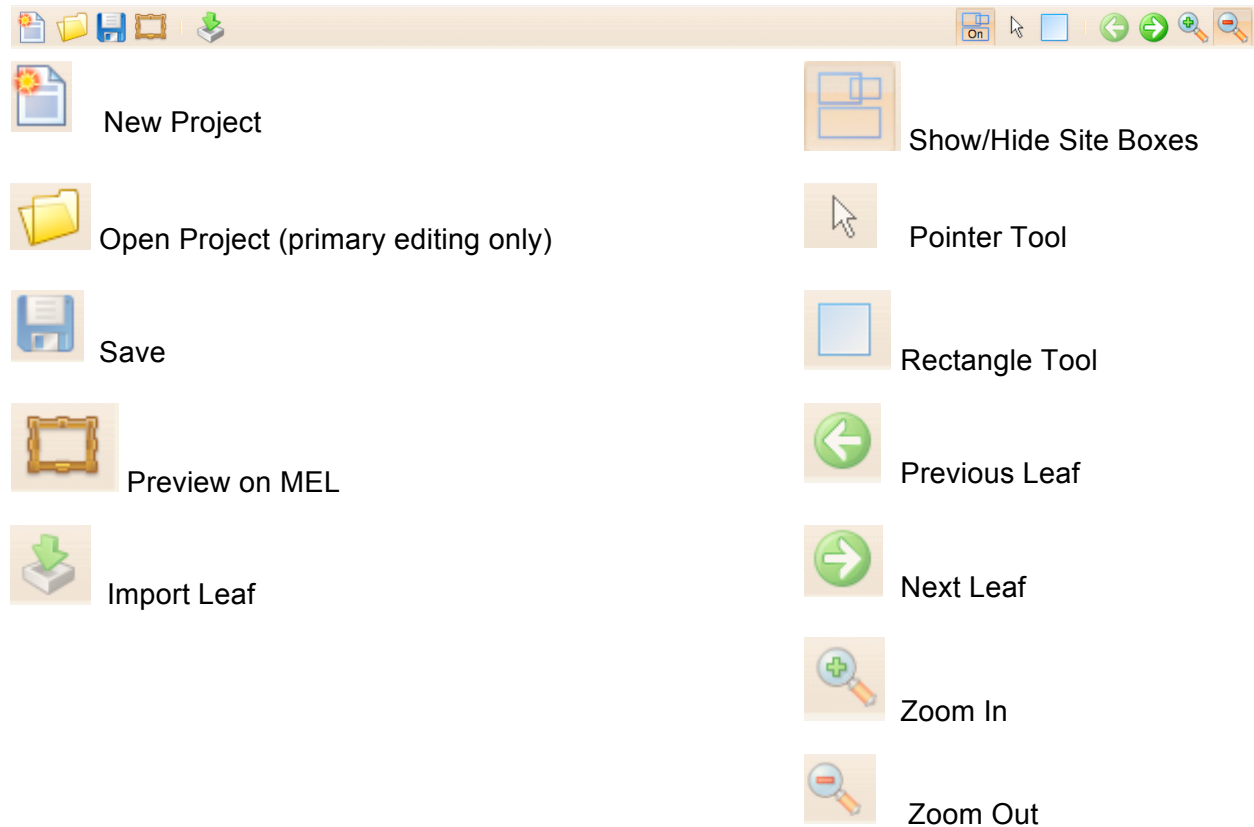 On
New Project
Open Project (primary editing only)
Save
Preview on MEL
Import Leaf
Show/Hide Site Boxes
Pointer Tool
Rectangle Tool
Previous Leaf
Next Leaf
Zoom In
Zoom Out